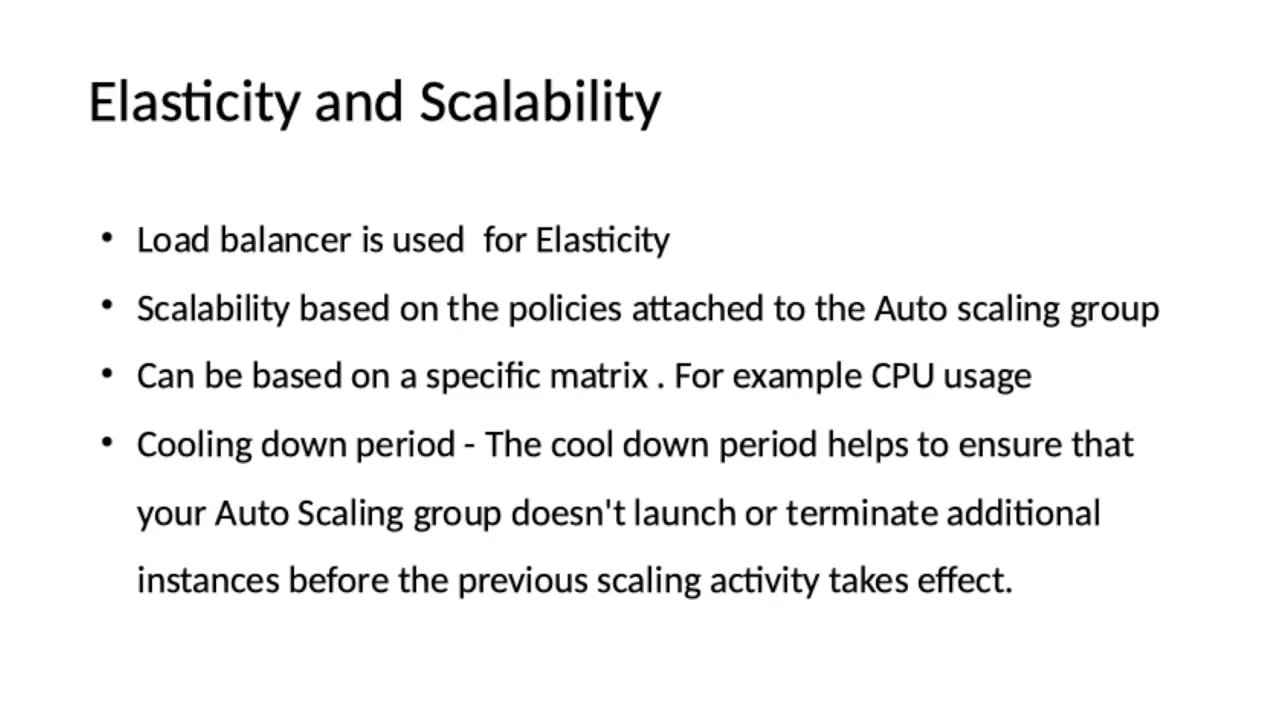 Elasticity and Scalability
• Load balancer is used  for Elasticity
• Scalability based on the policies attached to the Auto scaling group
• Can be based on a specific matrix . For example CPU usage
• Cooling down period - The cool down period helps to ensure that
your Auto Scaling group doesn't launch or terminate additional
instances before the previous scaling activity takes effect.